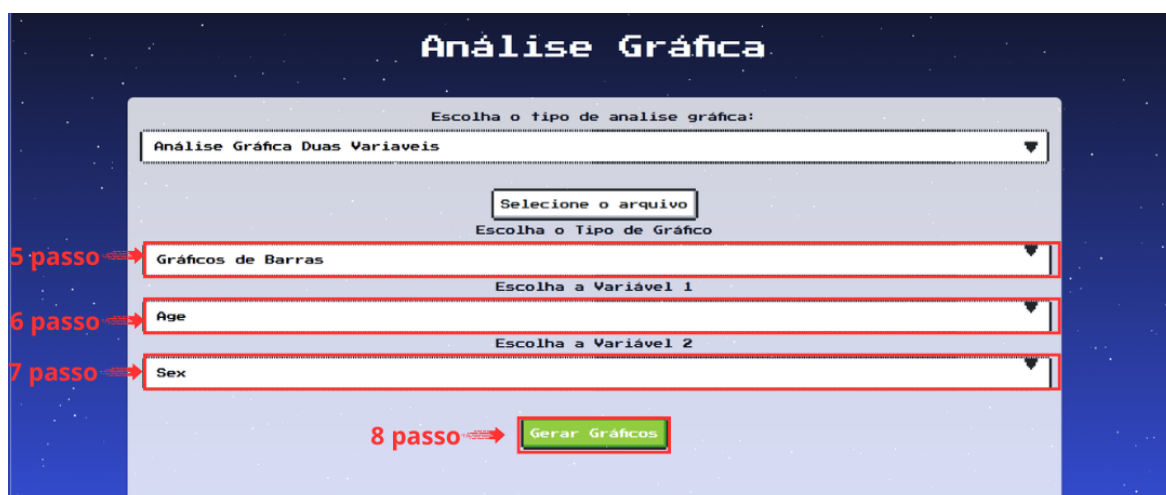 Análise Gráfica
Escolha o tipo de analise gráfica:
Análise Gráfica Duas Variaveis
Selecione o arquivo
Escolha o Tipo de Gráfico
5 passo
Gráficos de Barras
Escolha a Variável 1
6 passo
Age
Escolha a Variável 2
7 passo
Sex
8 passo
Gerar Gráficos